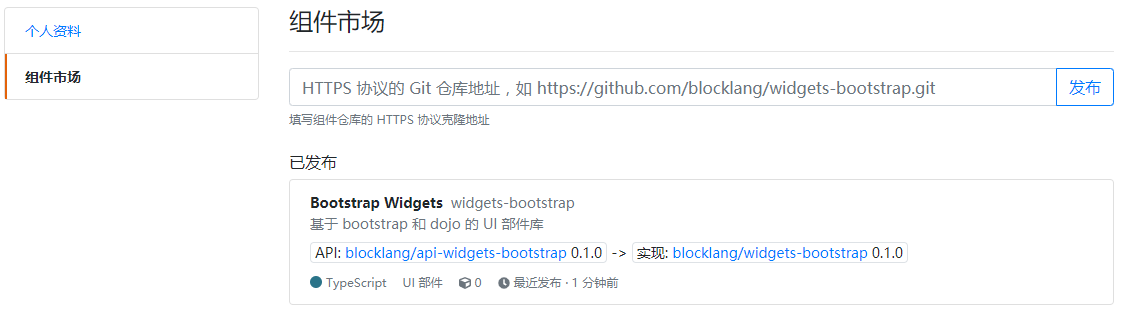 个人资料
组件市场
组件市场
HTTPS 协议的 Git 仓库地址，如 https://github.com/blocklang/widgets-bootstrap.git
发布
填写组件仓库的 HTTPS 协议克隆地址
已发布
Bootstrap Widgets widgets-bootstrap
基于 bootstrap 和 dojo 的 UI 部件库
API: blocklang/api-widgets-bootstrap 0.1.0 -> 实现: blocklang/widgets-bootstrap 0.1.0
TypeScript UI 部件 0 最近发布 · 1 分钟前